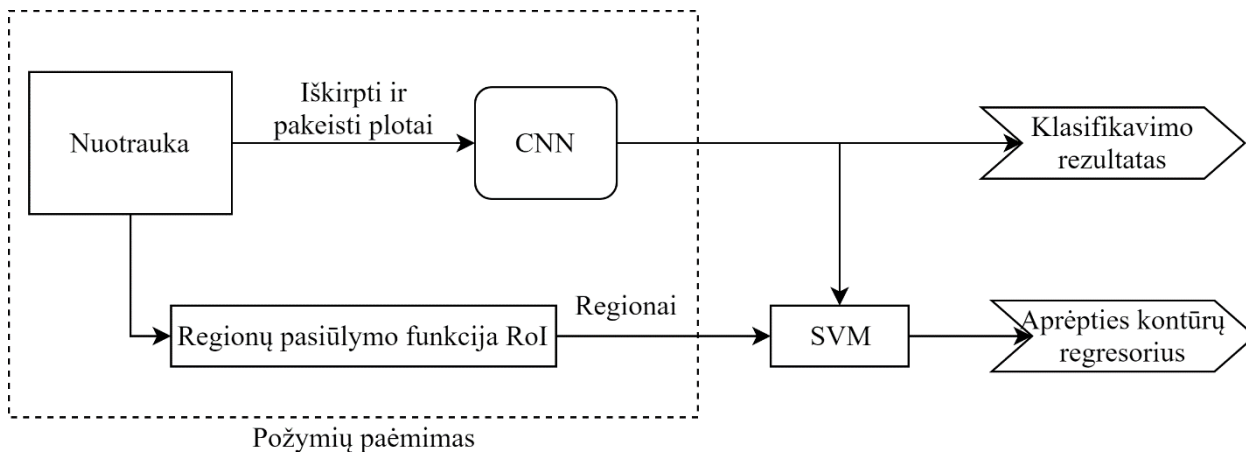 Nuotrauka
Iškirpti ir
pakeisti plotai
CNN
Klasifikavimo
rezultatas
Regionų pasiūlymo funkcija RoI
Regionai
SVM
Aprėpties kontūrų
regresorius
Požymių paėmimas